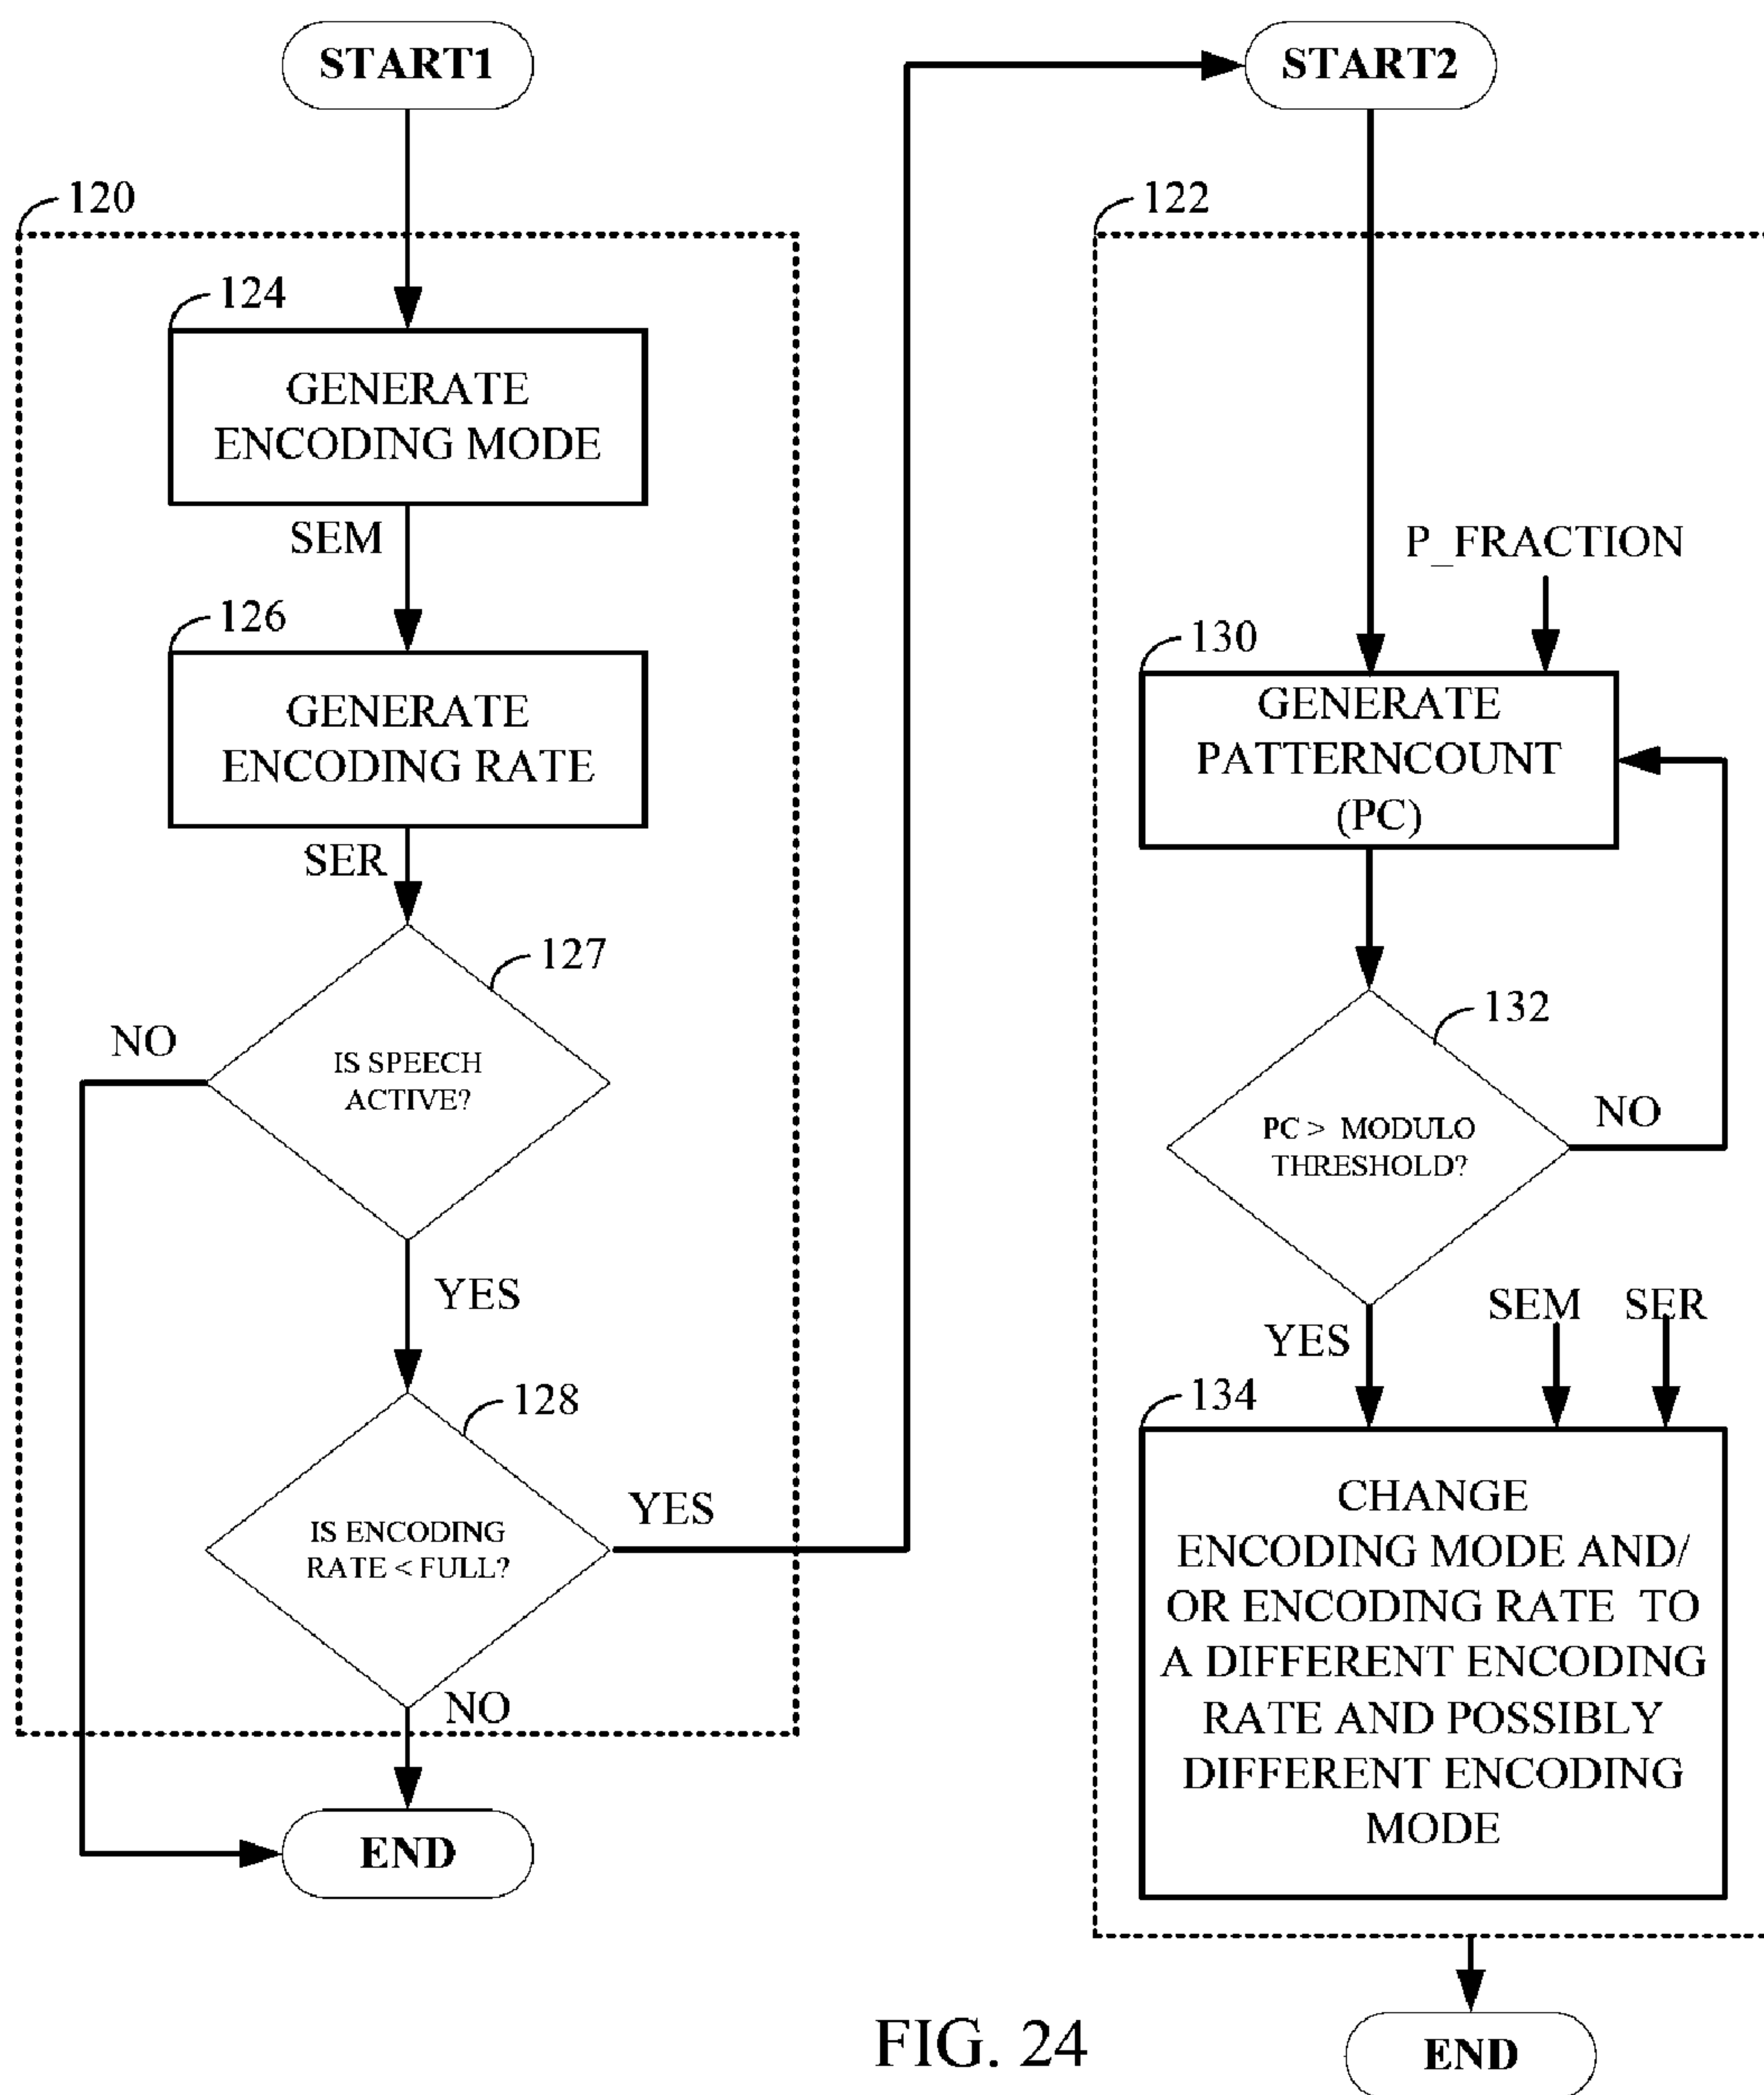 START1
120
124
GENERATE
ENCODING MODE
SEM
126
GENERATE
ENCODING RATE
SER
127
NO
IS SPEECH
ACTIVE?
YES
128
IS ENCODING
RATE < FULL?
YES
NO
END
START2
122
P_FRACTION
130
GENERATE
PATTERNCOUNT
(PC)
132
PC > MODULO
THRESHOLD?
NO
YES
SEM
SER
134
CHANGE
ENCODING MODE AND/
OR ENCODING RATE TO
A DIFFERENT ENCODING
RATE AND POSSIBLY
DIFFERENT ENCODING
MODE
END
FIG. 24